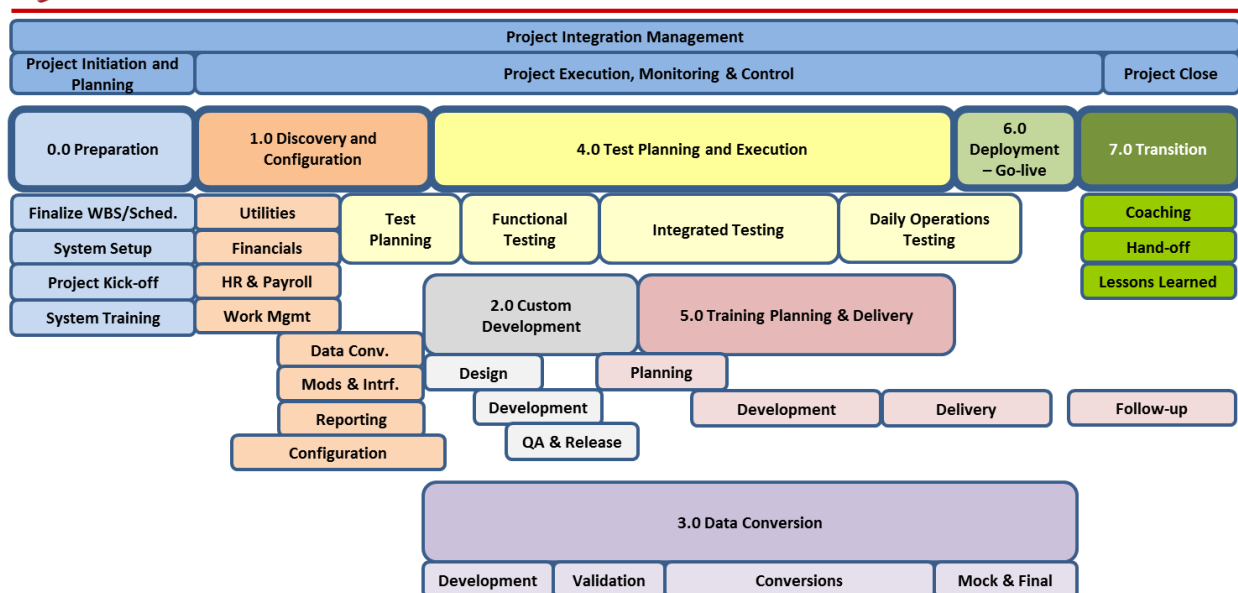 Project Integration Management
Project Initiation and
Planning
Project Execution, Monitoring & Control
Project Close
0.0 Preparation
1.0 Discovery and
Configuration
4.0 Test Planning and Execution
6.0
Deployment
– Go-live
7.0 Transition
Finalize WBS/Sched.
System Setup
Project Kick-off
System Training
Utilities
Financials
HR & Payroll
Work Mgmt
Data Conv.
Mods & Intrf.
Reporting
Configuration
Test
Planning
Functional
Testing
Integrated Testing
Daily Operations
Testing
Coaching
Hand-off
Lessons Learned
2.0 Custom
Development
5.0 Training Planning & Delivery
Design
Development
QA & Release
Planning
Development
Delivery
Follow-up
3.0 Data Conversion
Development
Validation
Conversions
Mock & Final